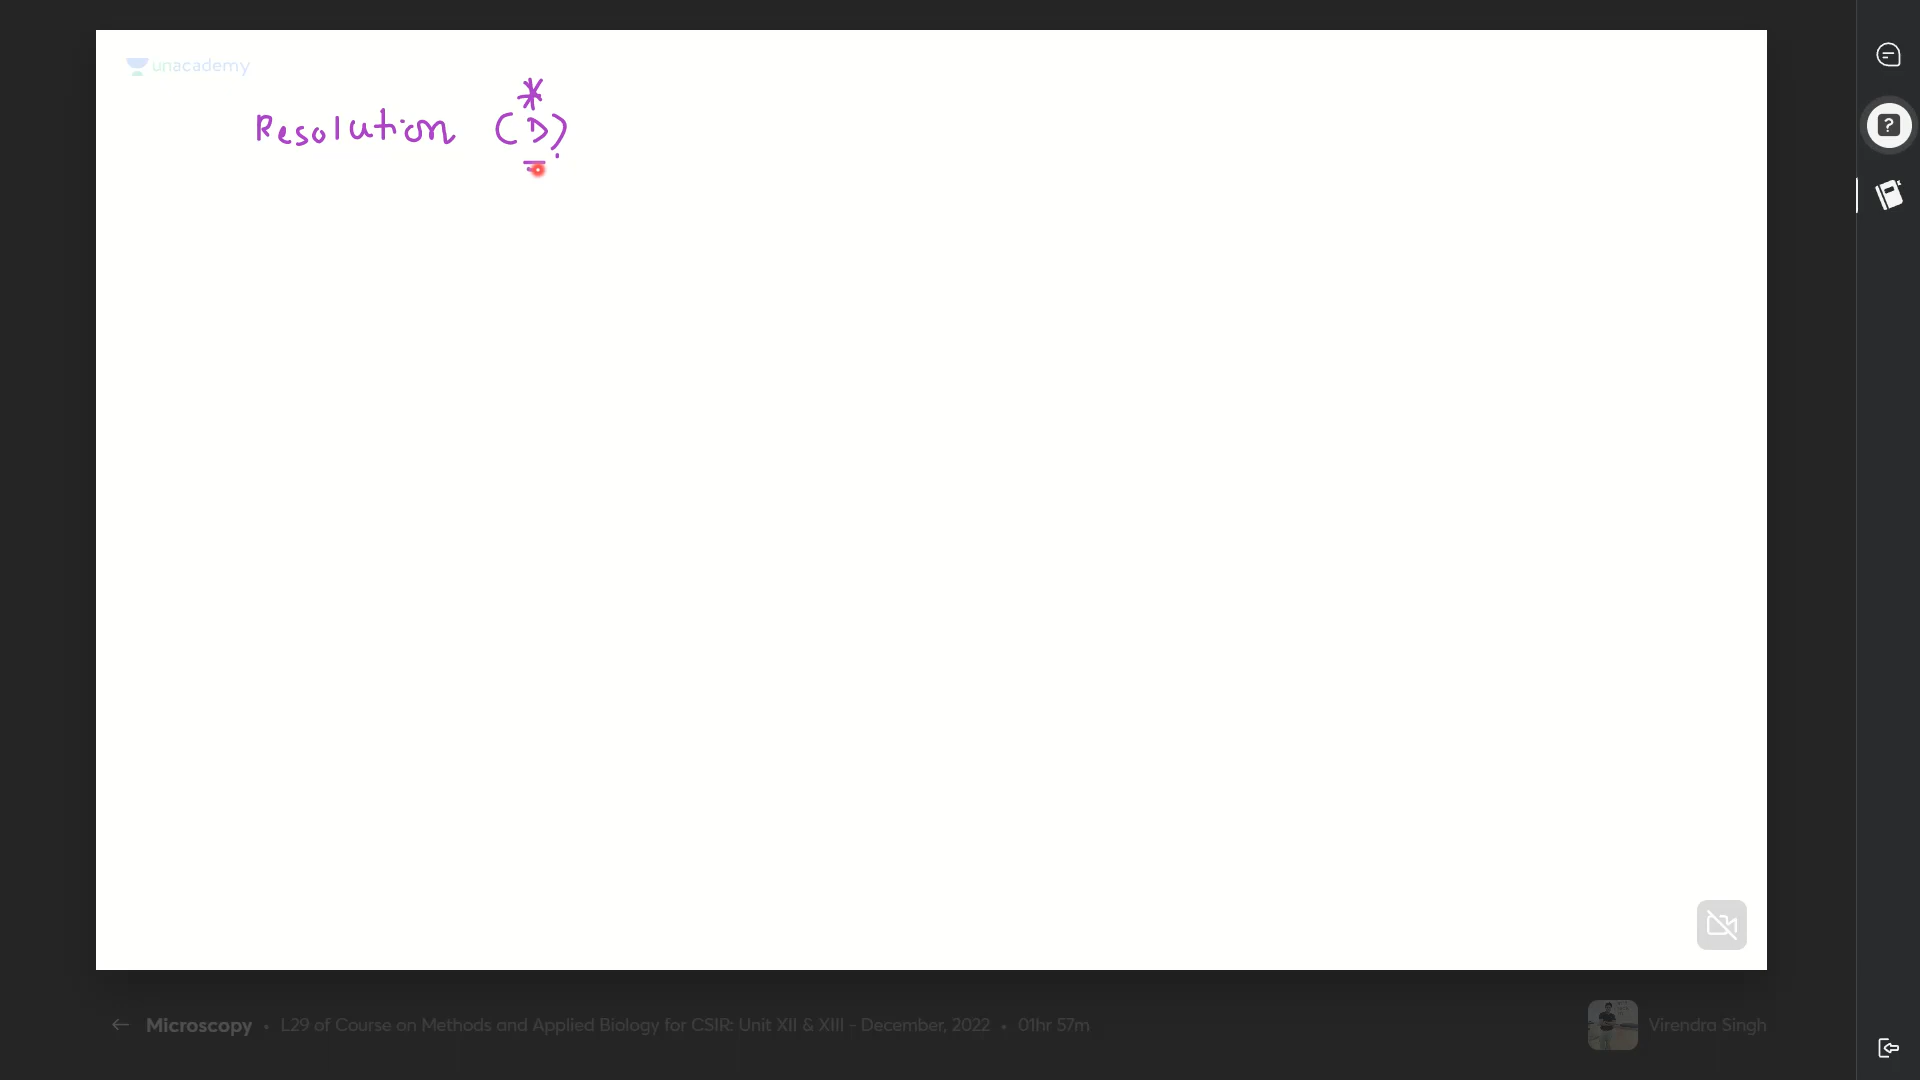 unacademy
Resolution (D)
Microscopy • L29 of Course on Methods and Applied Biology for CSIR: Unit XII & XIII - December, 2022 • 01hr 57m
Virendra Singh